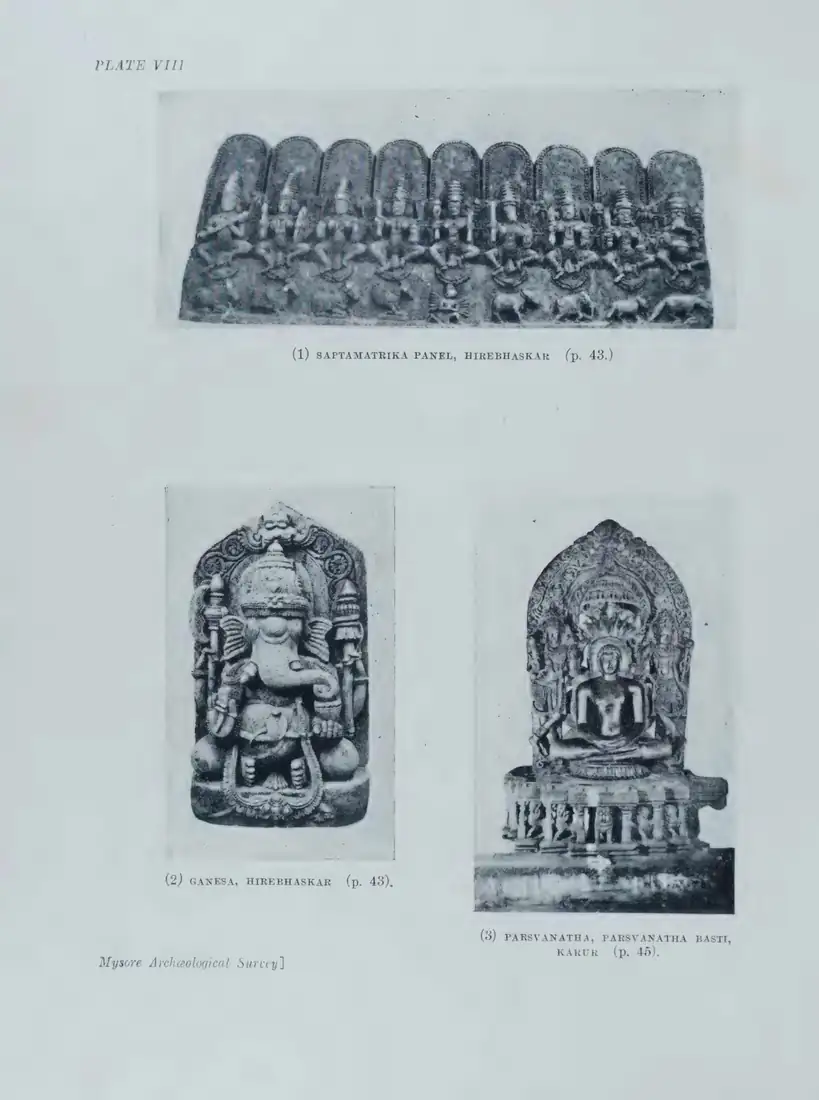 PLATE VIII
(1) SAPTAMATRIKA PANEL, HIREBHASKAR (p. 43.)
(2) GANESA, HIREBHASKAR (p. 43).
(3) PARSVANATHA, PARSVANATHA BASTI,
KARUR (p. 45).
Mysore Archæological Survey]